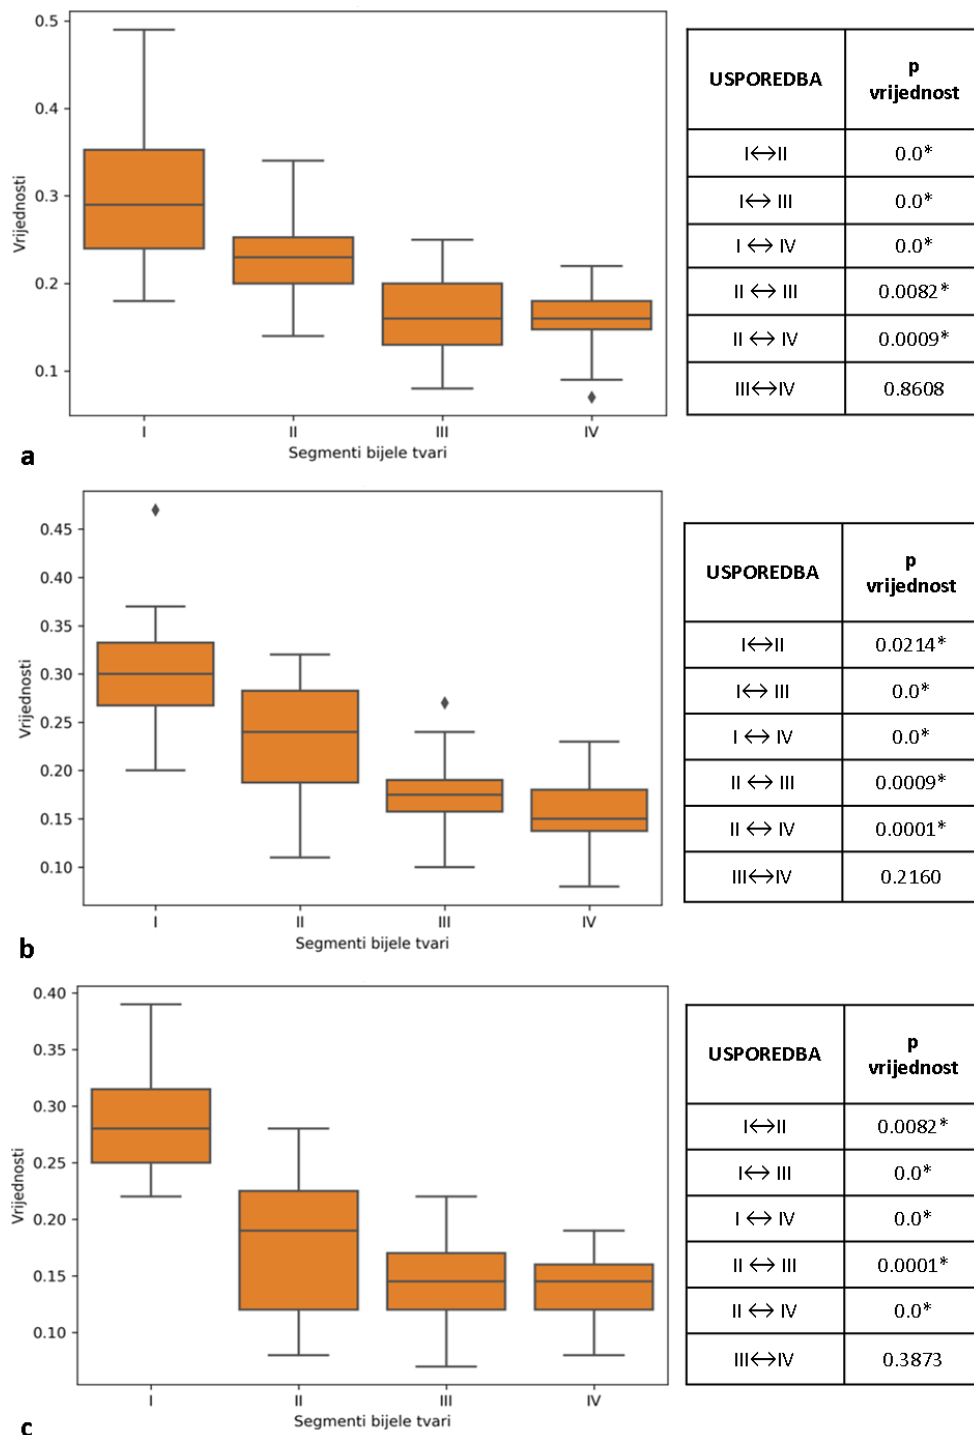 0.5
0.4
0.3
0.2
0.1
Vrijednosti
I II III IV
Segmenti bijele tvari
a
USPOREDBA p vrijednost
I↔II 0.0*
I↔ III 0.0*
I ↔ IV 0.0*
II ↔ III 0.0082*
II ↔ IV 0.0009*
III↔IV 0.8608
0.45
0.40
0.35
0.30
0.25
0.20
0.15
0.10
Vrijednosti
I II III IV
Segmenti bijele tvari
b
USPOREDBA p vrijednost
I↔II 0.0214*
I↔ III 0.0*
I ↔ IV 0.0*
II ↔ III 0.0009*
II ↔ IV 0.0001*
III↔IV 0.2160
0.40
0.35
0.30
0.25
0.20
0.15
0.10
Vrijednosti
I II III IV
Segmenti bijele tvari
c
USPOREDBA p vrijednost
I↔II 0.0082*
I↔ III 0.0*
I ↔ IV 0.0*
II ↔ III 0.0001*
II ↔ IV 0.0*
III↔IV 0.3873